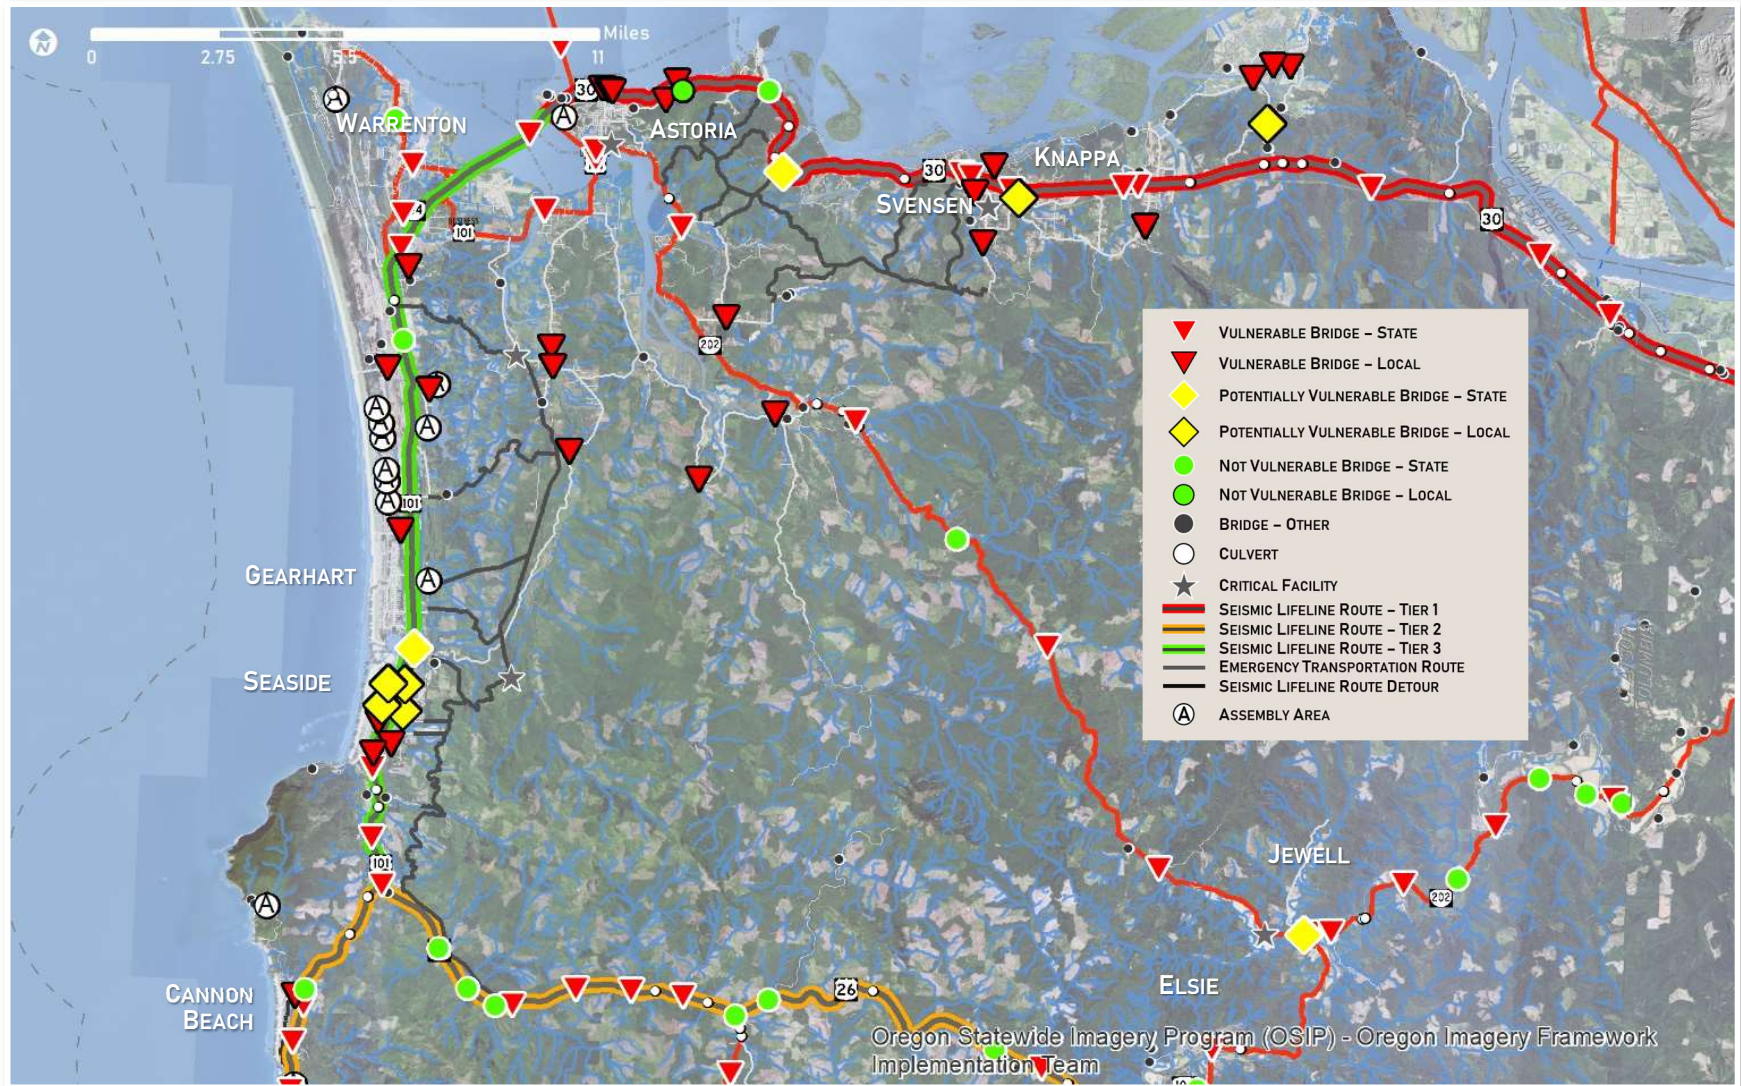 Miles
0 2.75 5.5 11
30
WARRENTON
ASTORIA
KNAPPA
30
SVENSEN
30
BUSINESS
101
202
VULNERABLE BRIDGE – STATE
VULNERABLE BRIDGE – LOCAL
POTENTIALLY VULNERABLE BRIDGE – STATE
POTENTIALLY VULNERABLE BRIDGE – LOCAL
NOT VULNERABLE BRIDGE – STATE
NOT VULNERABLE BRIDGE – LOCAL
BRIDGE – OTHER
CULVERT
CRITICAL FACILITY
SEISMIC LIFELINE ROUTE – TIER 1
SEISMIC LIFELINE ROUTE – TIER 2
SEISMIC LIFELINE ROUTE – TIER 3
EMERGENCY TRANSPORTATION ROUTE
SEISMIC LIFELINE ROUTE DETOUR
A ASSEMBLY AREA
101
GEARHART
SEASIDE
101
JEWELL
202
ELSIE
CANNON
BEACH
26
Oregon Statewide Imagery Program (OSIP) - Oregon Imagery Framework
Implementation Team